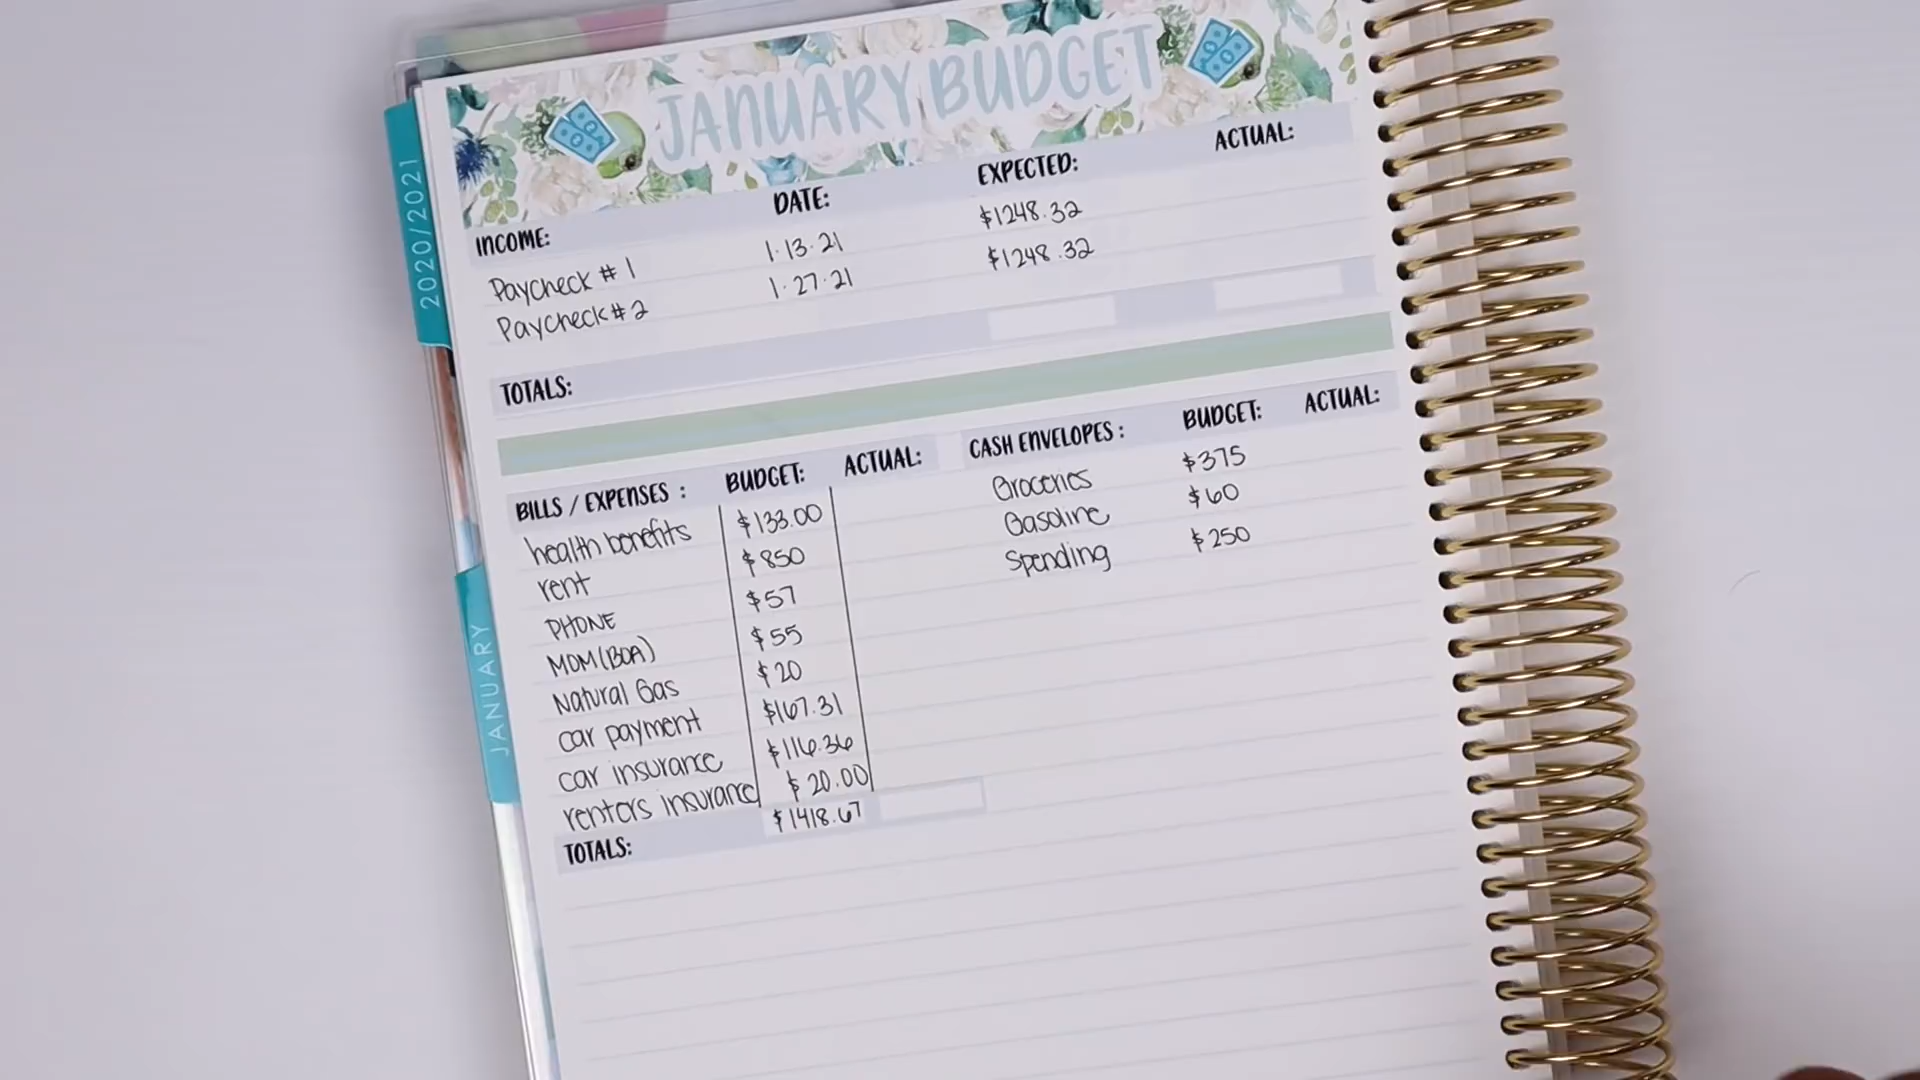 JANUARY BUDGET
INCOME: DATE: EXPECTED: ACTUAL:
Paycheck #1 1·13·21 $1248.32
Paycheck #2 1·27·21 $1248.32
TOTALS:
BILLS / EXPENSES : BUDGET: ACTUAL:
health benefits $133.00
rent $850
PHONE $57
MOM (BOA) $55
Natural Gas $20
car payment $167.31
car insurance $116.36
renters insurance $20.00
TOTALS: $1418.67
CASH ENVELOPES : BUDGET: ACTUAL:
Groceries $375
Gasoline $60
Spending $250
2020/2021
JANUARY